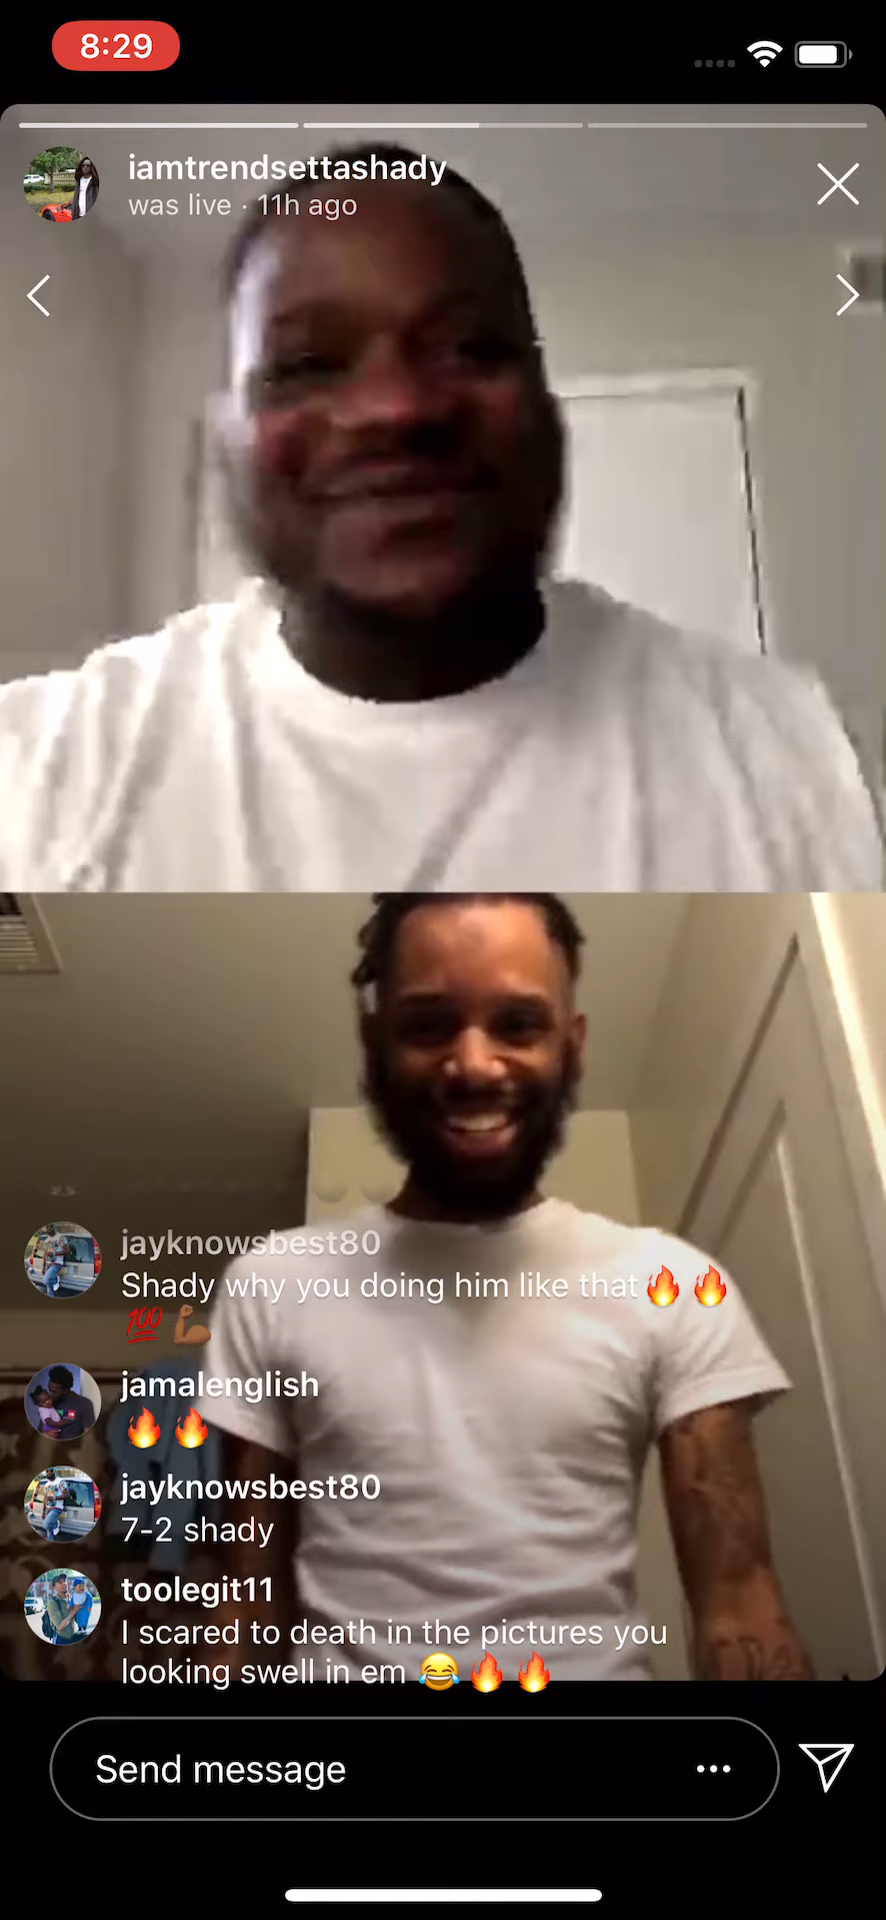 8:29
iamtrendsettashady
was live · 11h ago
jayknowsbest80
Shady why you doing him like that🔥🔥
💯💪🏾
jamalenglish
🔥🔥
jayknowsbest80
7-2 shady
toolegit11
I scared to death in the pictures you
looking swell in em 😂🔥🔥
Send message